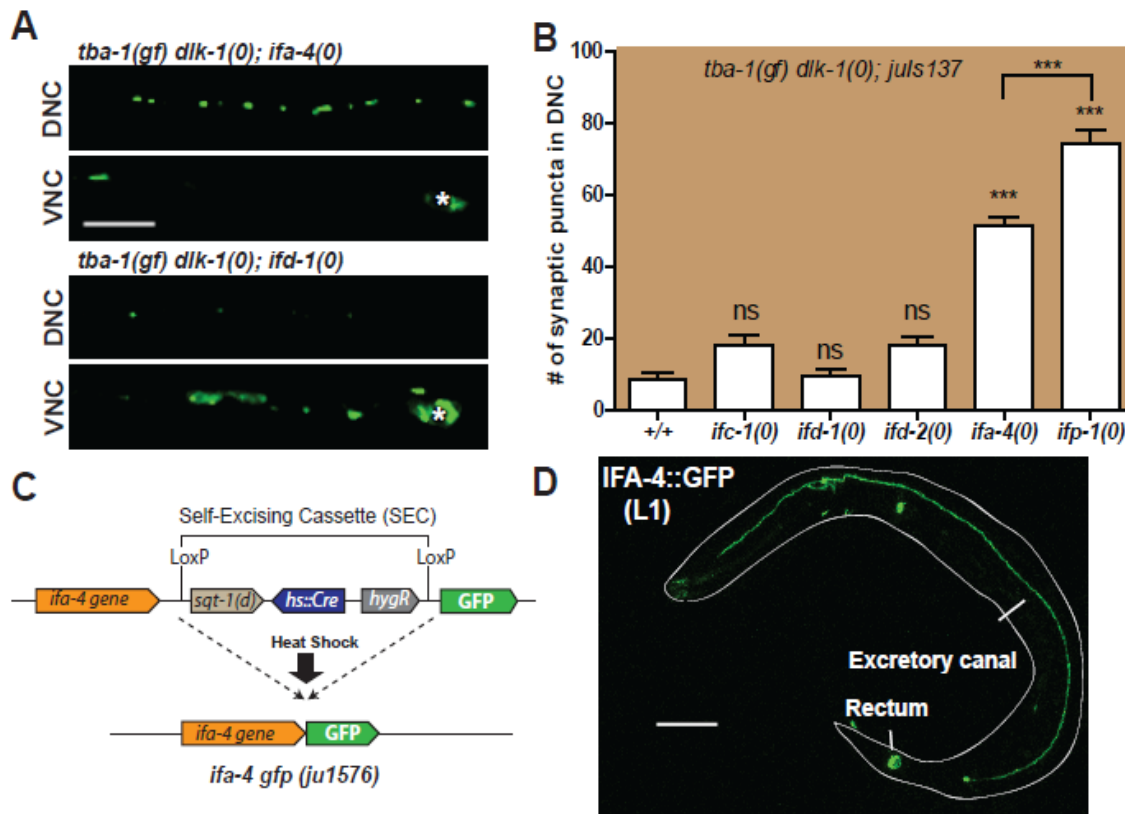 A
tba-1(gf) dlk-1(0); ifa-4(0)
DNC
VNC
*
tba-1(gf) dlk-1(0); ifd-1(0)
DNC
VNC
*
B
# of synaptic puncta in DNC
100
80
60
40
20
0
tba-1(gf) dlk-1(0); juIs137
ns
ns
ns
***
***
***
+/+
ifc-1(0)
ifd-1(0)
ifd-2(0)
ifa-4(0)
ifp-1(0)
C
Self-Excising Cassette (SEC)
LoxP
LoxP
ifa-4 gene
sqt-1(d)
hs::Cre
hygR
GFP
Heat Shock
ifa-4 gene
GFP
ifa-4 gfp (ju1576)
D
IFA-4::GFP
(L1)
Excretory canal
Rectum